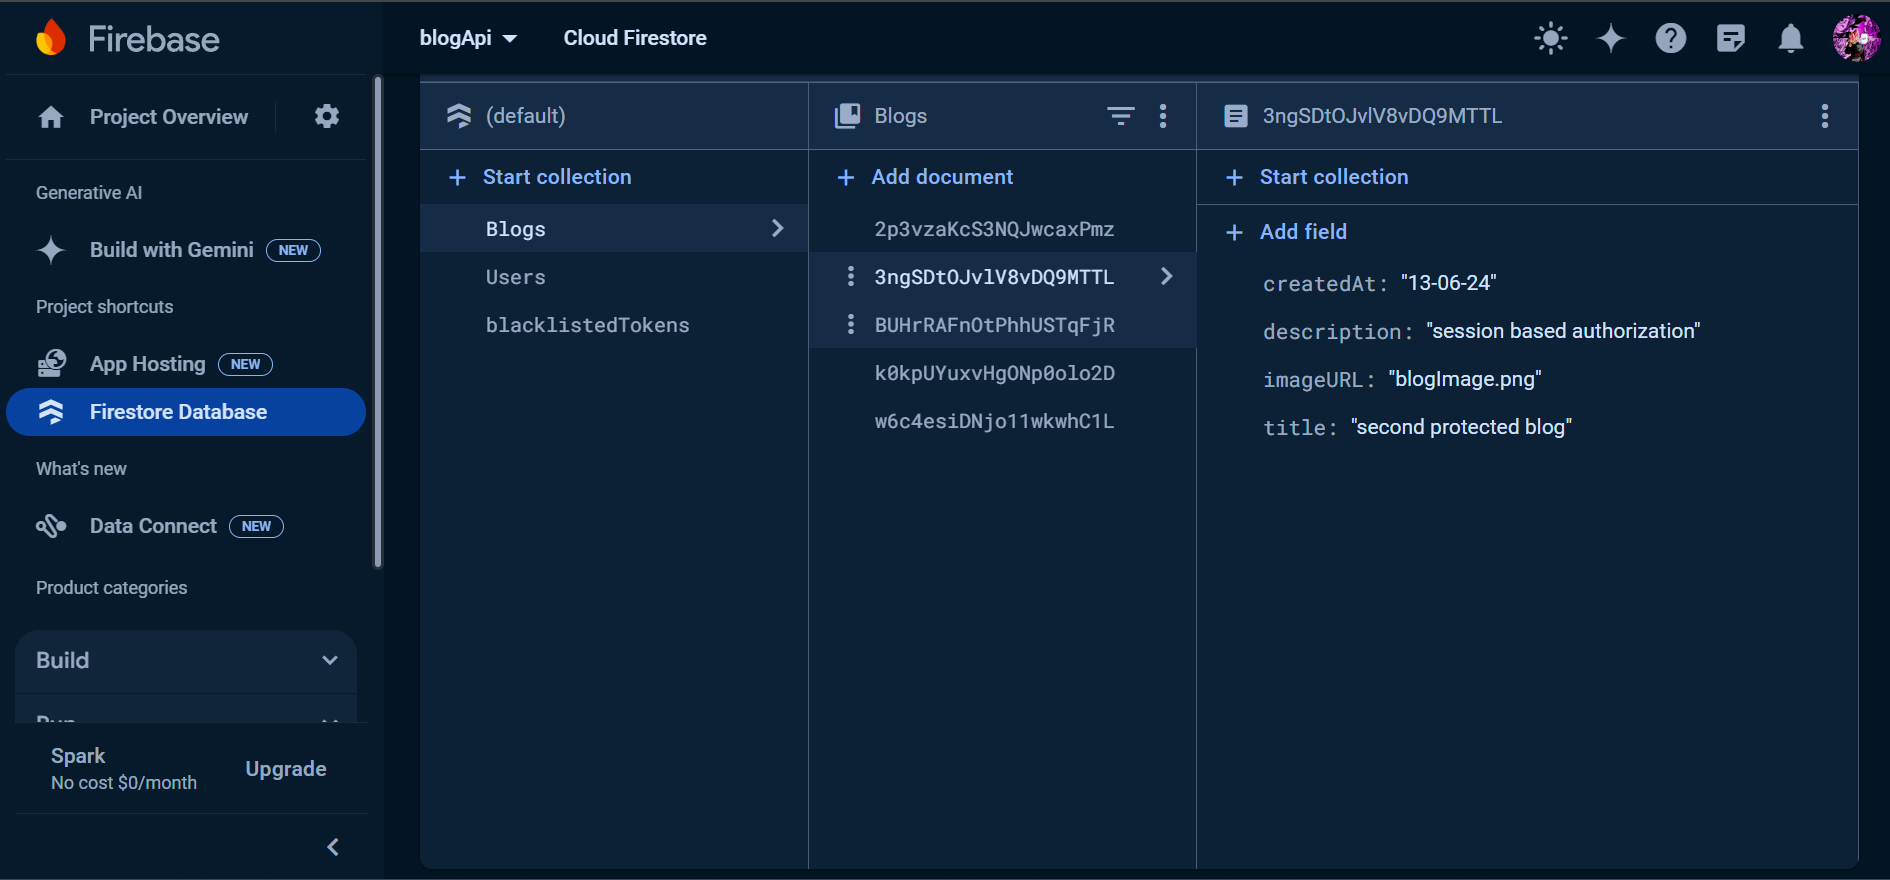 Firebase
blogApi
Cloud Firestore
Project Overview
Generative AI
Build with Gemini NEW
Project shortcuts
App Hosting NEW
Firestore Database
What's new
Data Connect NEW
Product categories
Build
Run
Spark
No cost $0/month
Upgrade
(default)
+ Start collection
Blogs
Users
blacklistedTokens
Blogs
+ Add document
2p3vzaKcS3NQJwcaxPmz
3ngSDtOJvlV8vDQ9MTTL
BUHrRAFnOtPhhUSTqFjR
k0kpUYuxvHgONp0olo2D
w6c4esiDNjo11wkwhC1L
3ngSDtOJvlV8vDQ9MTTL
+ Start collection
+ Add field
createdAt: "13-06-24"
description: "session based authorization"
imageURL: "blogImage.png"
title: "second protected blog"